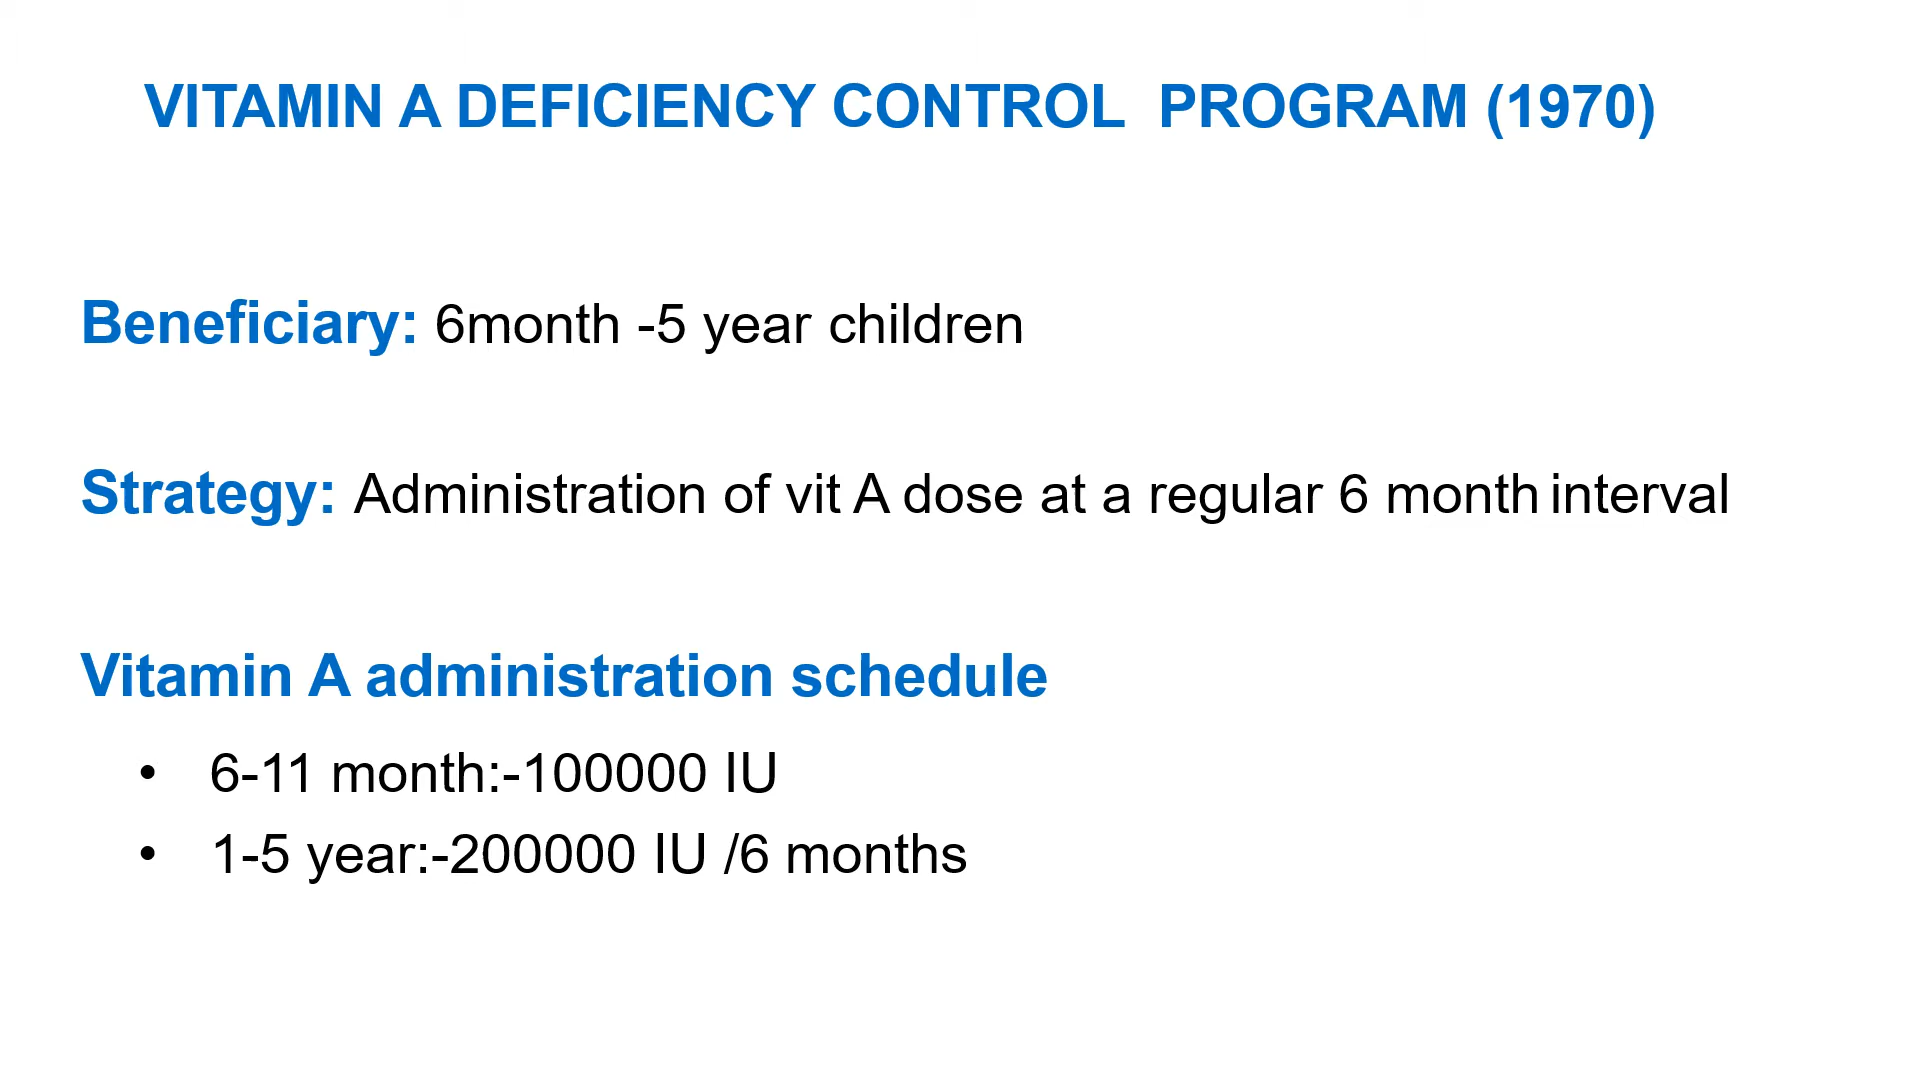 VITAMIN A DEFICIENCY CONTROL PROGRAM (1970)
Beneficiary: 6month -5 year children
Strategy: Administration of vit A dose at a regular 6 month interval
Vitamin A administration schedule
• 6-11 month:-100000 IU
• 1-5 year:-200000 IU /6 months